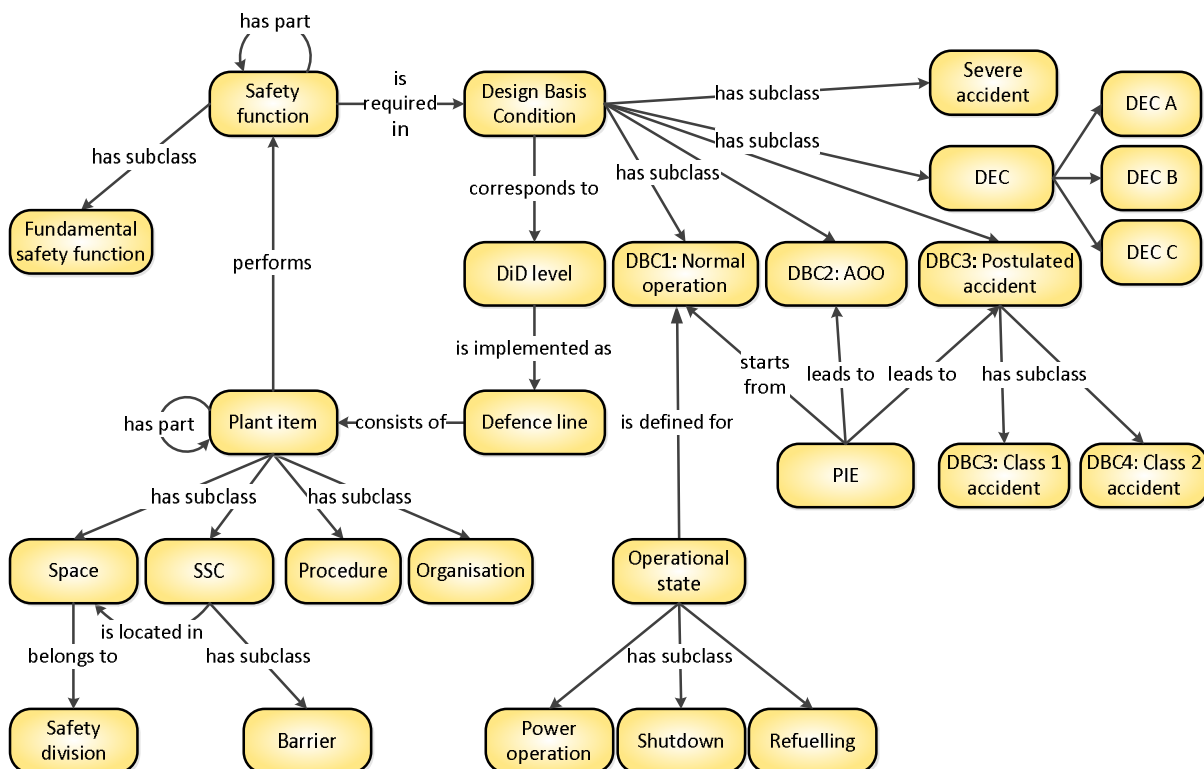 has part
Safety
function
is
required
in
Design Basis
Condition
has subclass
Severe
accident
DEC A
has subclass
DEC
DEC B
DEC C
has subclass
Fundamental
safety function
corresponds to
has subclass
performs
DiD level
DBC1: Normal
operation
DBC2: AOO
DBC3: Postulated
accident
is implemented as
starts
from
leads to
leads to
has subclass
has part
Plant item
consists of
Defence line
is defined for
PIE
DBC3: Class 1
accident
DBC4: Class 2
accident
has subclass
has subclass
Space
SSC
Procedure
Organisation
Operational
state
is located in
belongs to
has subclass
has subclass
Safety
division
Barrier
Power
operation
Shutdown
Refuelling